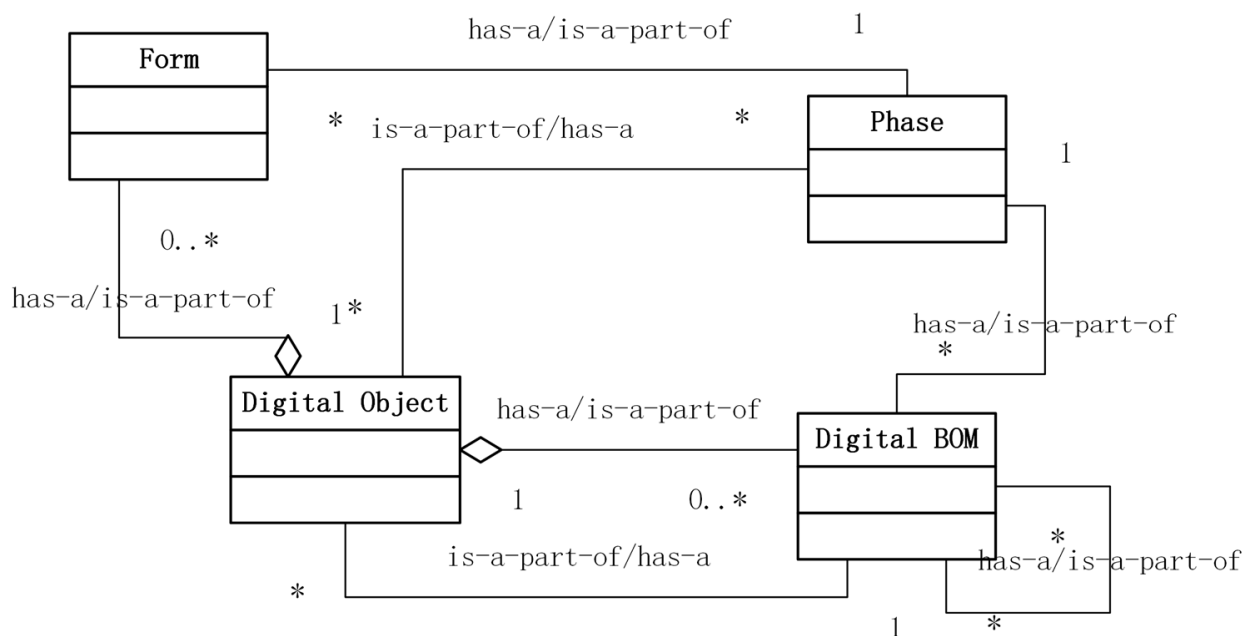 has-a/is-a-part-of
1
Form
*
is-a-part-of/has-a
*
Phase
1
0..*
has-a/is-a-part-of
1*
has-a/is-a-part-of
*
Digital Object
has-a/is-a-part-of
Digital BOM
1
0..*
*
is-a-part-of/has-a
has-a/is-a-part-of
*
1
*